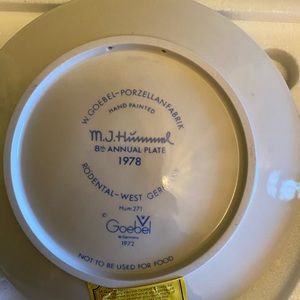 W. GOEBEL-PORZELLANFABRIK
HAND PAINTED
M.J. Hummel
8th ANNUAL PLATE
1978
RODENTAL-WEST GERMANY
Hum 271
© Goebel
W. Germany
1972
NOT TO BE USED FOR FOOD